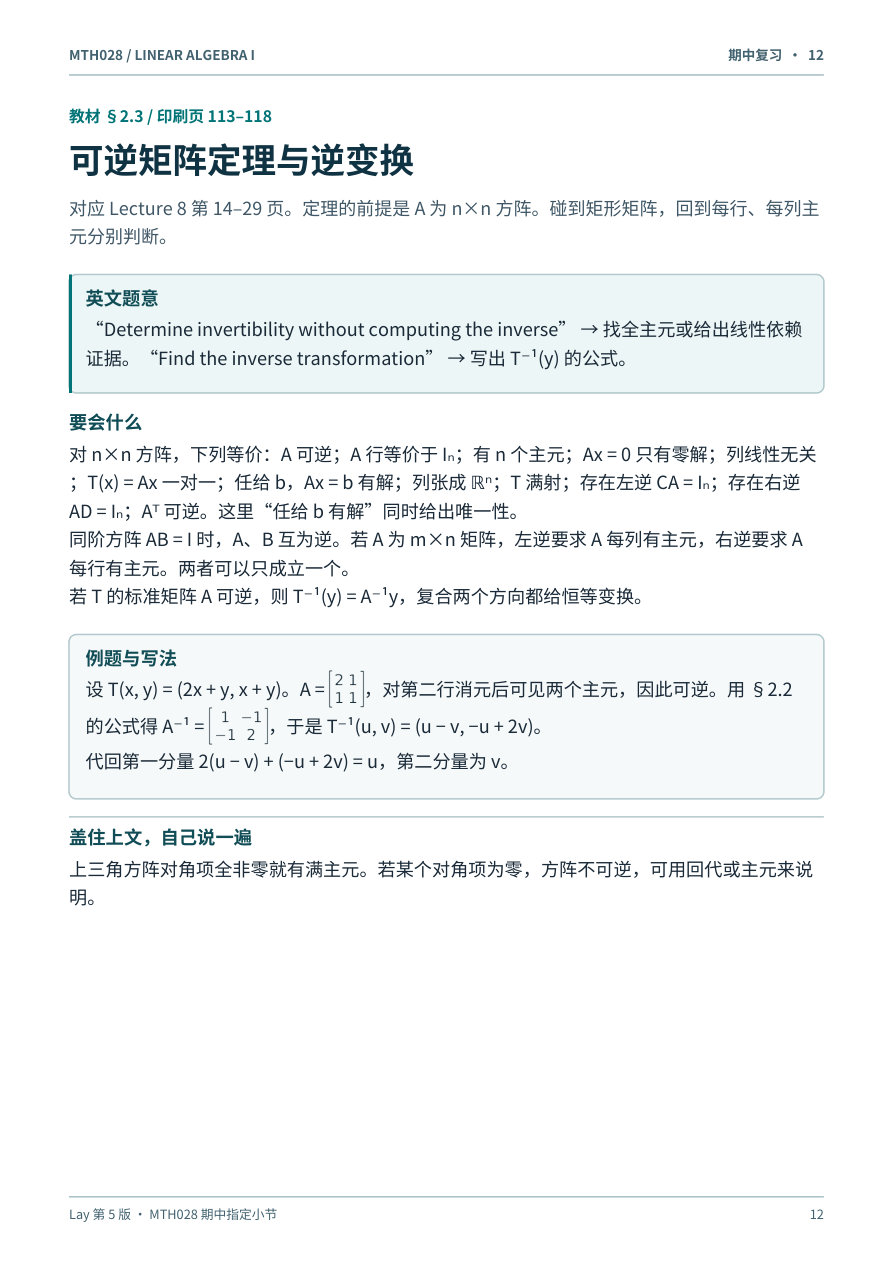 MTH028 / LINEAR ALGEBRA I
期中复习 · 12
教材 §2.3 / 印刷页 113–118
可逆矩阵定理与逆变换
对应 Lecture 8 第 14–29 页。定理的前提是 A 为 n×n 方阵。碰到矩形矩阵，回到每行、每列主
元分别判断。
英文题意
“Determine invertibility without computing the inverse” → 找全主元或给出线性依赖
证据。“Find the inverse transformation” → 写出 T⁻¹(y) 的公式。
要会什么
对 n×n 方阵，下列等价：A 可逆；A 行等价于 Iₙ；有 n 个主元；Ax = 0 只有零解；列线性无关
；T(x) = Ax 一对一；任给 b，Ax = b 有解；列张成 ℝⁿ；T 满射；存在左逆 CA = Iₙ；存在右逆
AD = Iₙ；Aᵀ 可逆。这里“任给 b 有解”同时给出唯一性。
同阶方阵 AB = I 时，A、B 互为逆。若 A 为 m×n 矩阵，左逆要求 A 每列有主元，右逆要求 A
每行有主元。两者可以只成立一个。
若 T 的标准矩阵 A 可逆，则 T⁻¹(y) = A⁻¹y，复合两个方向都给恒等变换。
例题与写法
设 T(x, y) = (2x + y, x + y)。A = [2 1; 1 1]，对第二行消元后可见两个主元，因此可逆。用 §2.2
的公式得 A⁻¹ = [1 −1; −1 2]，于是 T⁻¹(u, v) = (u − v, −u + 2v)。
代回第一分量 2(u − v) + (−u + 2v) = u，第二分量为 v。
盖住上文，自己说一遍
上三角方阵对角项全非零就有满主元。若某个对角项为零，方阵不可逆，可用回代或主元来说
明。
Lay 第 5 版 · MTH028 期中指定小节
12